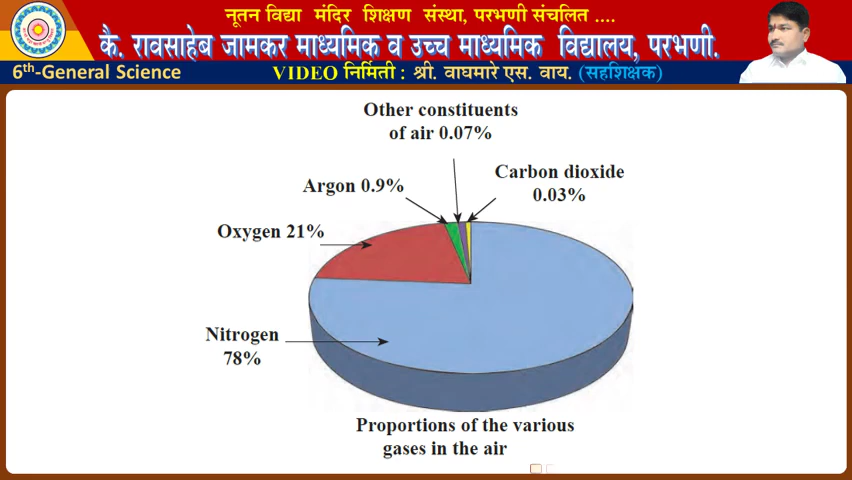 नूतन विद्या मंदिर शिक्षण संस्था, परभणी संचलित ....
कै. रावसाहेब जामकर माध्यमिक व उच्च माध्यमिक विद्यालय, परभणी.
6th-General Science
VIDEO निर्मिती : श्री. वाघमारे एस. वाय. (सहशिक्षक)
Other constituents
of air 0.07%
Carbon dioxide
0.03%
Argon 0.9%
Oxygen 21%
Nitrogen
78%
Proportions of the various
gases in the air